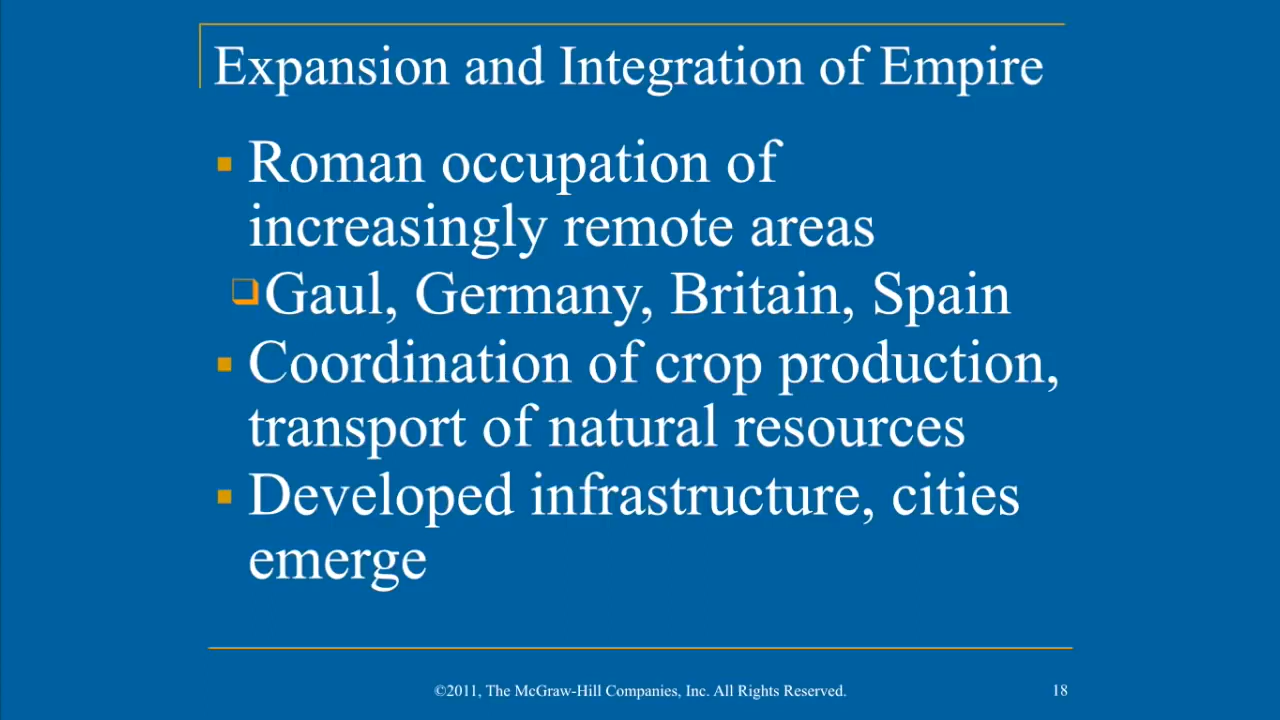 Expansion and Integration of Empire
Roman occupation of
increasingly remote areas
Gaul, Germany, Britain, Spain
Coordination of crop production,
transport of natural resources
Developed infrastructure, cities
emerge
©2011, The McGraw-Hill Companies, Inc. All Rights Reserved.
18